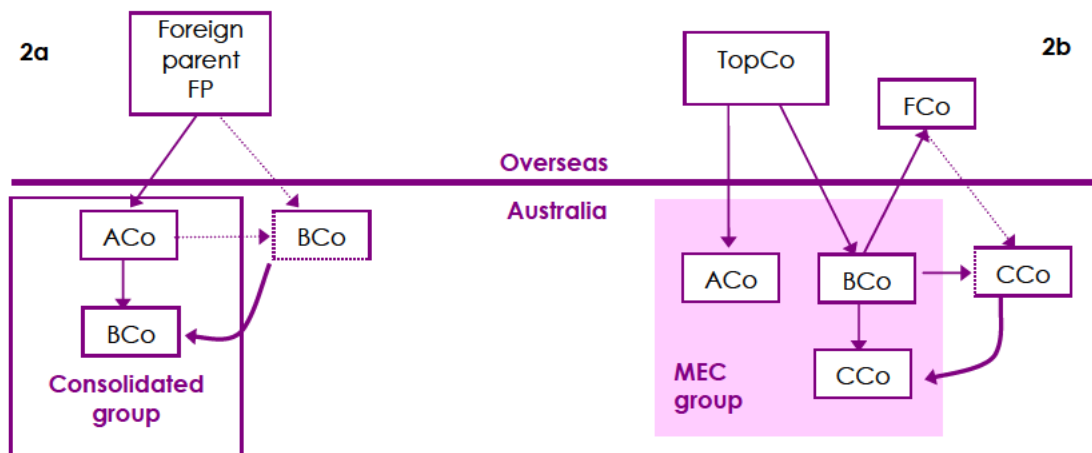 2a
Foreign
parent
FP
TopCo
2b
FCo
Overseas
Australia
ACo
BCo
BCo
Consolidated
group
ACo
BCo
CCo
CCo
MEC
group